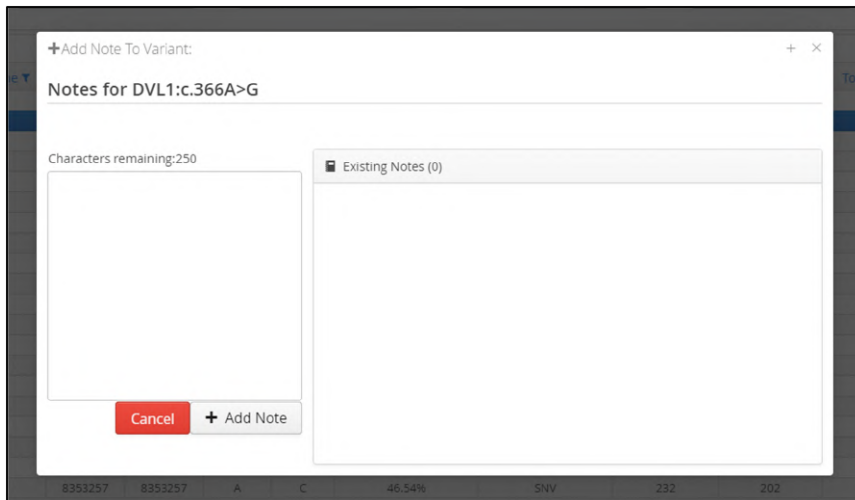 +Add Note To Variant:
+ ×
Notes for DVL1:c.366A>G
Characters remaining:250
Existing Notes (0)
Cancel
+ Add Note
8353257 8353257 A C 46.54% SNV 232 202